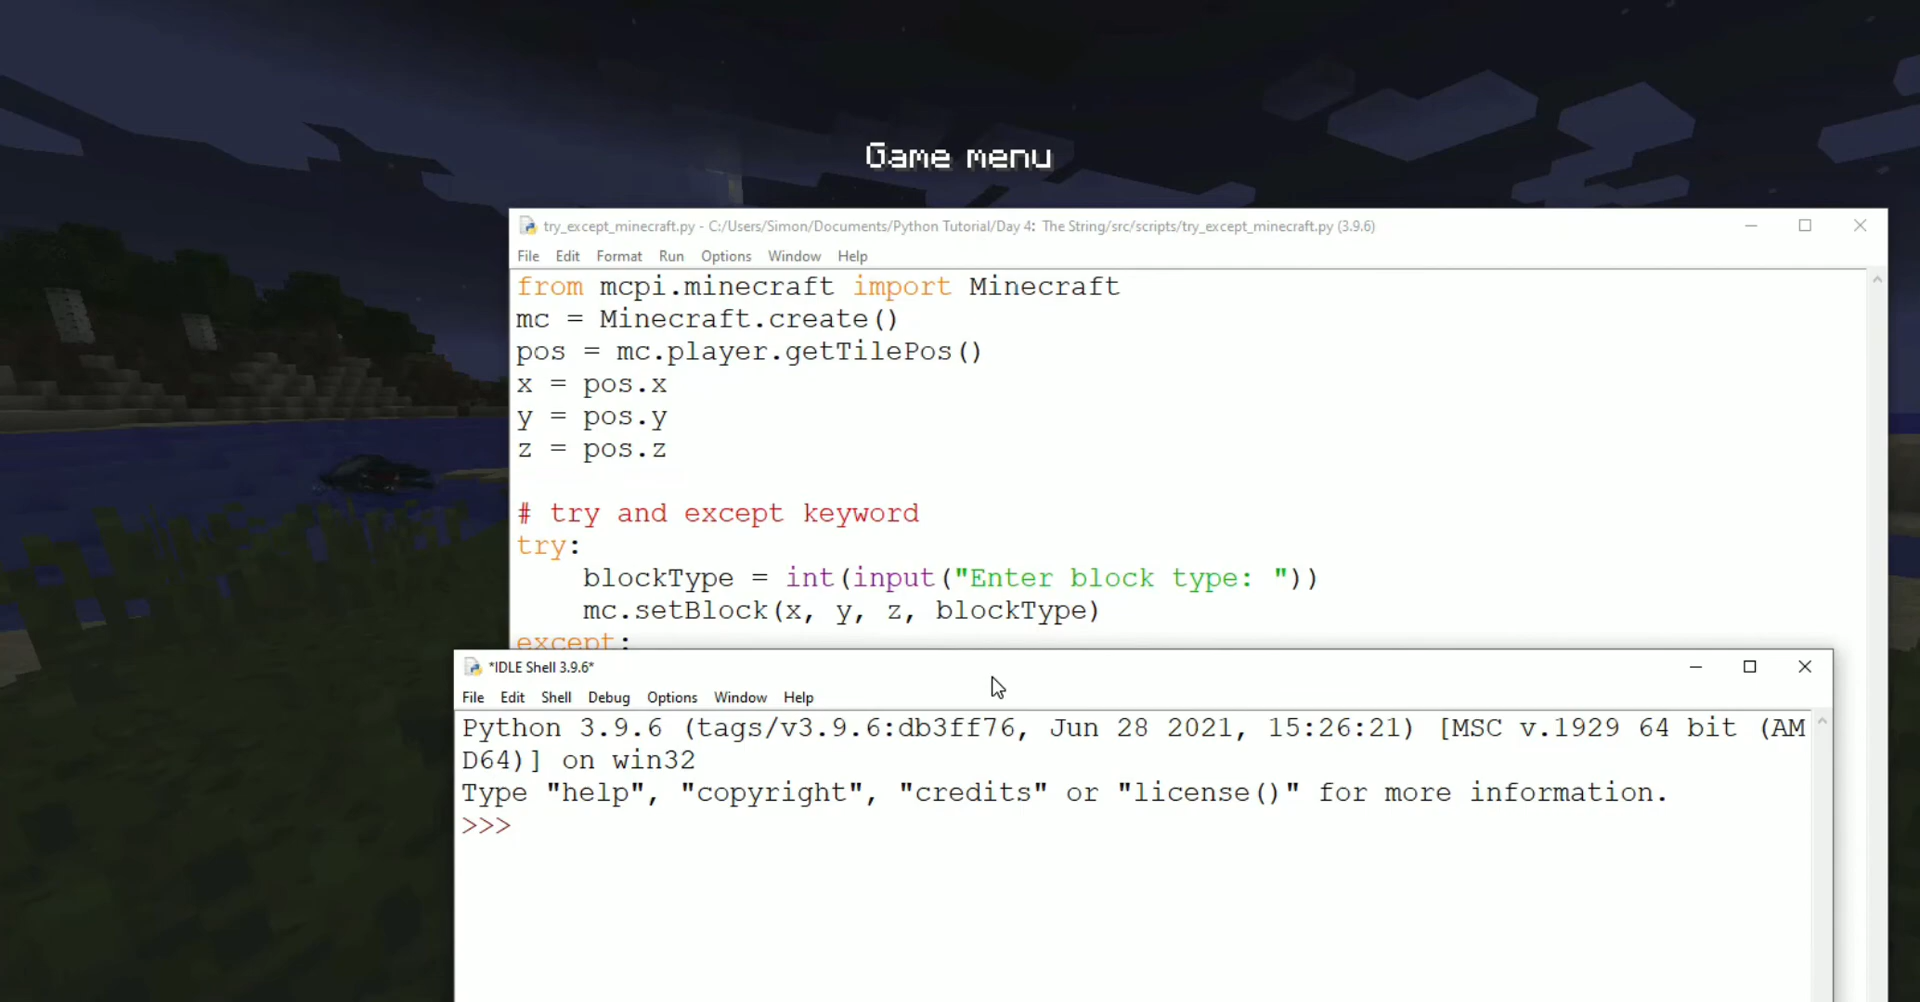 Game menu
try_except_minecraft.py - C:/Users/Simon/Documents/Python Tutorial/Day 4: The String/src/scripts/try_except_minecraft.py (3.9.6)
File Edit Format Run Options Window Help
from mcpi.minecraft import Minecraft
mc = Minecraft.create()
pos = mc.player.getTilePos()
x = pos.x
y = pos.y
z = pos.z
# try and except keyword
try:
    blockType = int(input("Enter block type: "))
    mc.setBlock(x, y, z, blockType)
except:
*IDLE Shell 3.9.6*
File Edit Shell Debug Options Window Help
Python 3.9.6 (tags/v3.9.6:db3ff76, Jun 28 2021, 15:26:21) [MSC v.1929 64 bit (AM
D64)] on win32
Type "help", "copyright", "credits" or "license()" for more information.
>>>